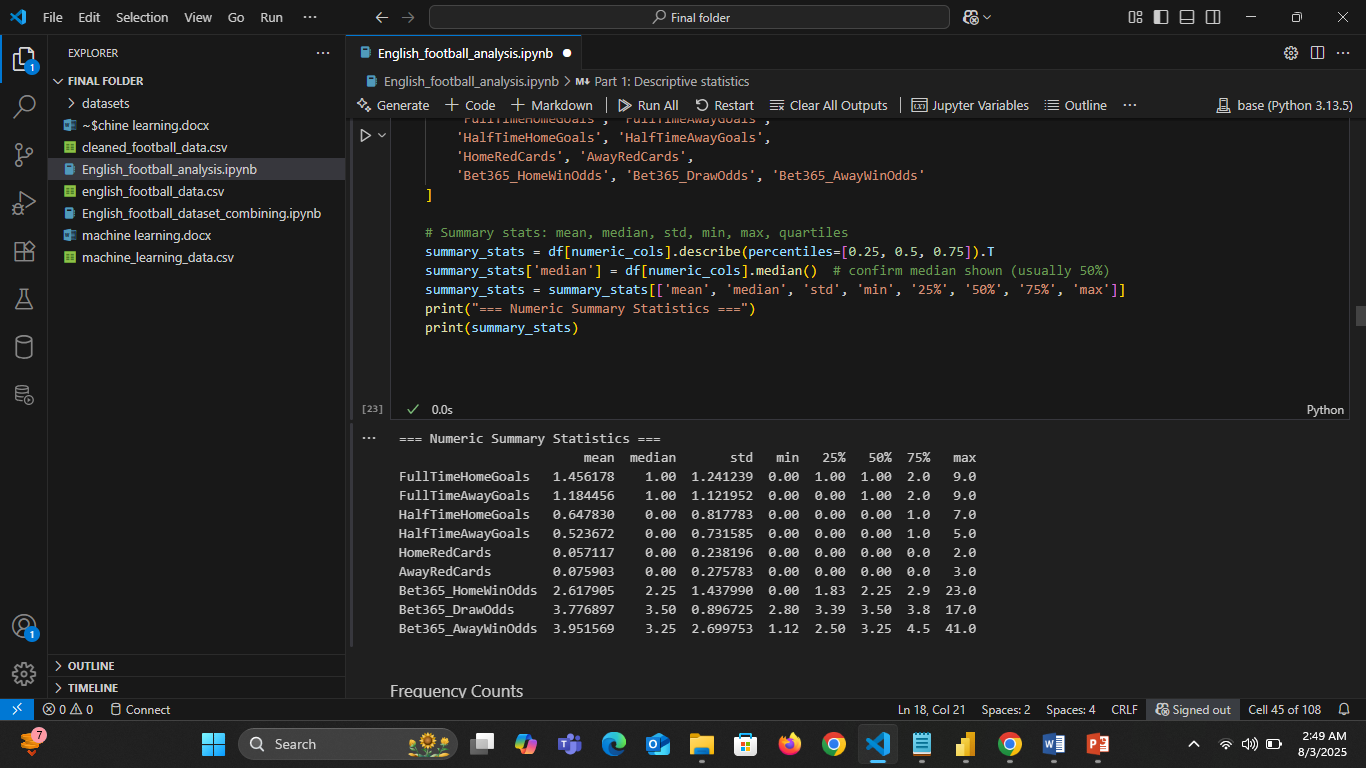 File Edit Selection View Go Run ···
Final folder
EXPLORER ···
FINAL FOLDER
datasets
~$chine learning.docx
cleaned_football_data.csv
English_football_analysis.ipynb
english_football_data.csv
English_football_dataset_combining.ipynb
machine learning.docx
machine_learning_data.csv
OUTLINE
TIMELINE
1
1
English_football_analysis.ipynb
English_football_analysis.ipynb > M↓ Part 1: Descriptive statistics
Generate + Code + Markdown Run All Restart Clear All Outputs Jupyter Variables Outline ··· base (Python 3.13.5)
'FullTimeHomeGoals', 'FullTimeAwayGoals',
'HalfTimeHomeGoals', 'HalfTimeAwayGoals',
'HomeRedCards', 'AwayRedCards',
'Bet365_HomeWinOdds', 'Bet365_DrawOdds', 'Bet365_AwayWinOdds'
]
# Summary stats: mean, median, std, min, max, quartiles
summary_stats = df[numeric_cols].describe(percentiles=[0.25, 0.5, 0.75]).T
summary_stats['median'] = df[numeric_cols].median()  # confirm median shown (usually 50%)
summary_stats = summary_stats[['mean', 'median', 'std', 'min', '25%', '50%', '75%', 'max']]
print("=== Numeric Summary Statistics ===")
print(summary_stats)
[23] 0.0s Python
=== Numeric Summary Statistics ===
mean median std min 25% 50% 75% max
FullTimeHomeGoals 1.456178 1.00 1.241239 0.00 1.00 1.00 2.0 9.0
FullTimeAwayGoals 1.184456 1.00 1.121952 0.00 0.00 1.00 2.0 9.0
HalfTimeHomeGoals 0.647830 0.00 0.817783 0.00 0.00 0.00 1.0 7.0
HalfTimeAwayGoals 0.523672 0.00 0.731585 0.00 0.00 0.00 1.0 5.0
HomeRedCards 0.057117 0.00 0.238196 0.00 0.00 0.00 0.0 2.0
AwayRedCards 0.075903 0.00 0.275783 0.00 0.00 0.00 0.0 3.0
Bet365_HomeWinOdds 2.617905 2.25 1.437990 0.00 1.83 2.25 2.9 23.0
Bet365_DrawOdds 3.776897 3.50 0.896725 2.80 3.39 3.50 3.8 17.0
Bet365_AwayWinOdds 3.951569 3.25 2.699753 1.12 2.50 3.25 4.5 41.0
Frequency Counts
0 0 Connect Ln 18, Col 21 Spaces: 2 Spaces: 4 CRLF Signed out Cell 45 of 108
7 Search 2:49 AM
8/3/2025